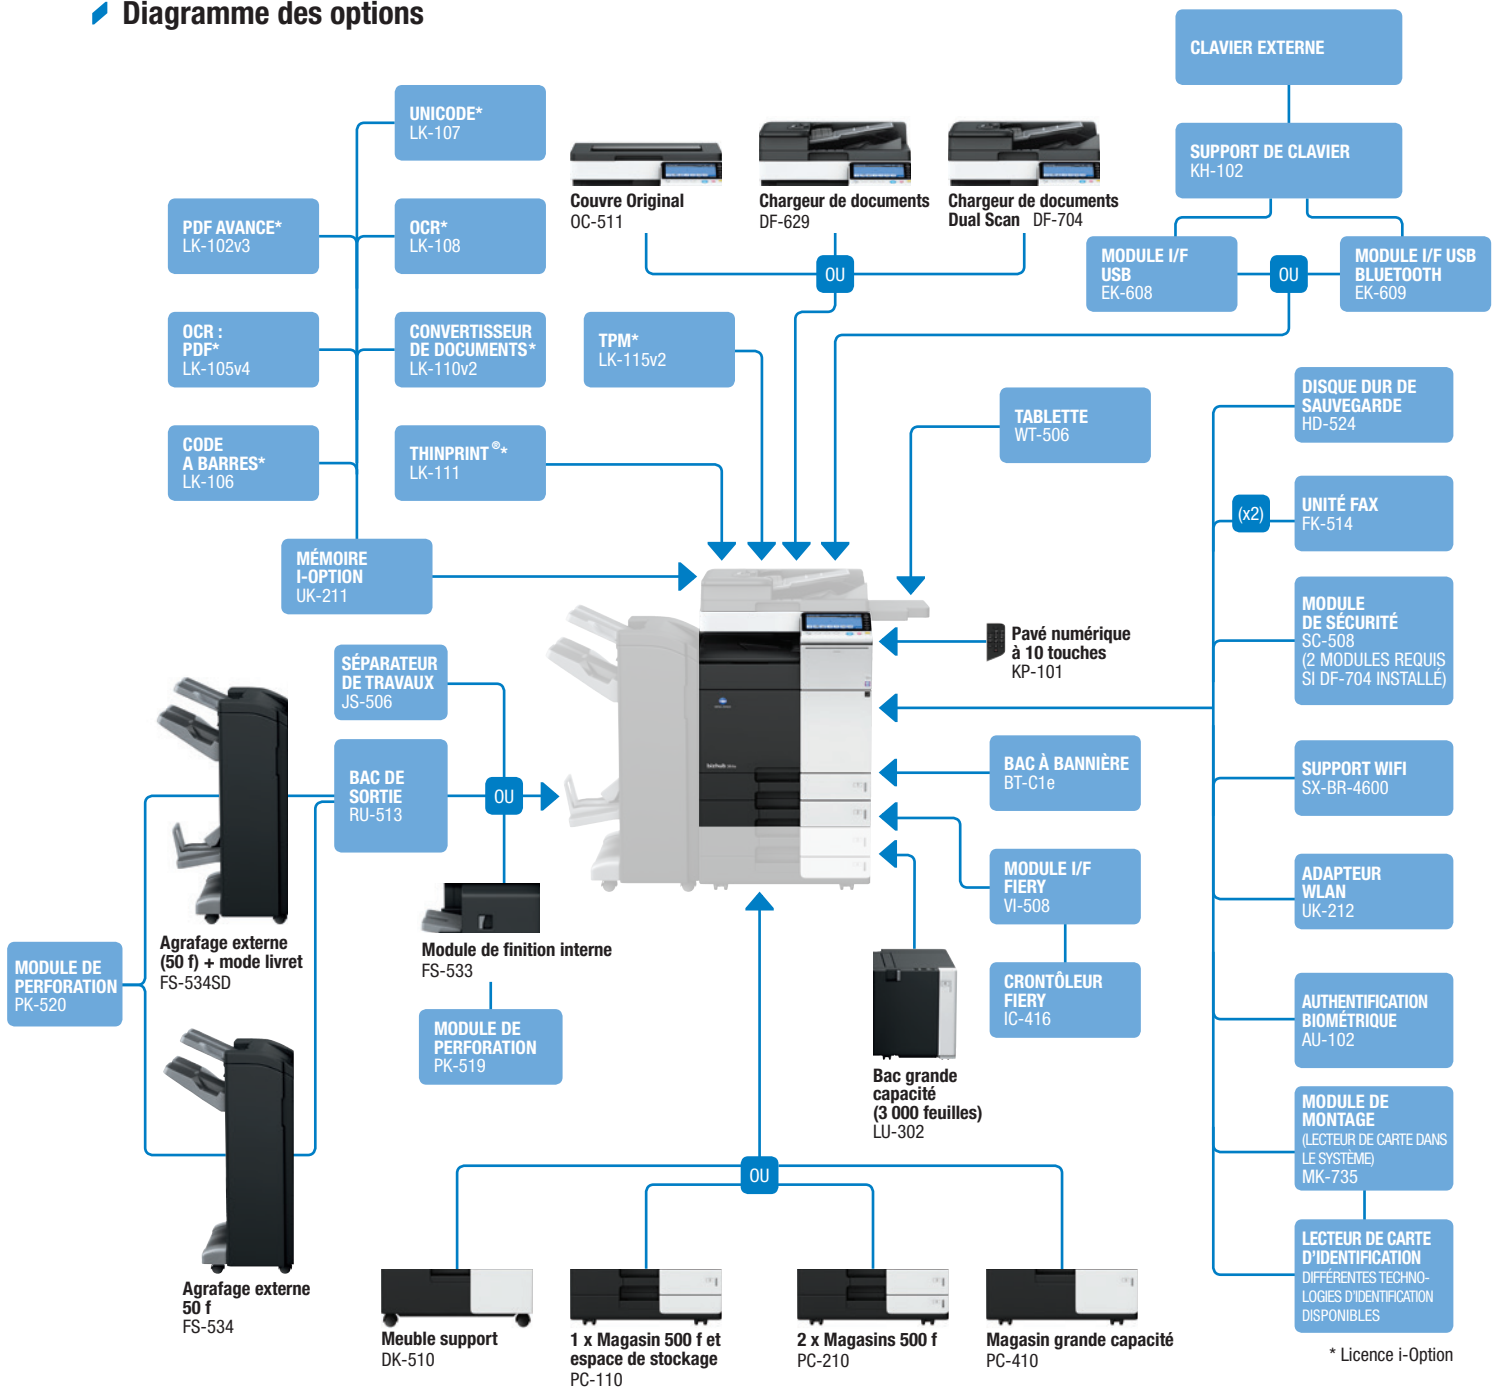 Diagramme des options
CLAVIER EXTERNE
UNICODE*
LK-107
SUPPORT DE CLAVIER
KH-102
Couvre Original
OC-511
Chargeur de documents
DF-629
Chargeur de documents
Dual Scan DF-704
PDF AVANCE*
LK-102v3
OCR*
LK-108
OU
MODULE I/F
USB
EK-608
OU
MODULE I/F USB
BLUETOOTH
EK-609
OCR :
PDF*
LK-105v4
CONVERTISSEUR
DE DOCUMENTS*
LK-110v2
TPM*
LK-115v2
DISQUE DUR DE
SAUVEGARDE
HD-524
TABLETTE
WT-506
CODE
A BARRES*
LK-106
THINPRINT ®*
LK-111
(x2)
UNITÉ FAX
FK-514
MÉMOIRE
I-OPTION
UK-211
MODULE
DE SÉCURITÉ
SC-508
(2 MODULES REQUIS
SI DF-704 INSTALLÉ)
Pavé numérique
à 10 touches
KP-101
SÉPARATEUR
DE TRAVAUX
JS-506
BAC DE
SORTIE
RU-513
OU
bizhub
BAC À BANNIÈRE
BT-C1e
SUPPORT WIFI
SX-BR-4600
MODULE I/F
FIERY
VI-508
ADAPTEUR
WLAN
UK-212
Agrafage externe
(50 f) + mode livret
FS-534SD
Module de finition interne
FS-533
MODULE DE
PERFORATION
PK-520
CRONTÔLEUR
FIERY
IC-416
AUTHENTIFICATION
BIOMÉTRIQUE
AU-102
MODULE DE
PERFORATION
PK-519
Bac grande
capacité
(3 000 feuilles)
LU-302
MODULE DE
MONTAGE
(LECTEUR DE CARTE DANS
LE SYSTÈME)
MK-735
OU
LECTEUR DE CARTE
D'IDENTIFICATION
DIFFÉRENTES TECHNO-
LOGIES D'IDENTIFICATION
DISPONIBLES
Agrafage externe
50 f
FS-534
Meuble support
DK-510
1 x Magasin 500 f et
espace de stockage
PC-110
2 x Magasins 500 f
PC-210
Magasin grande capacité
PC-410
* Licence i-Option